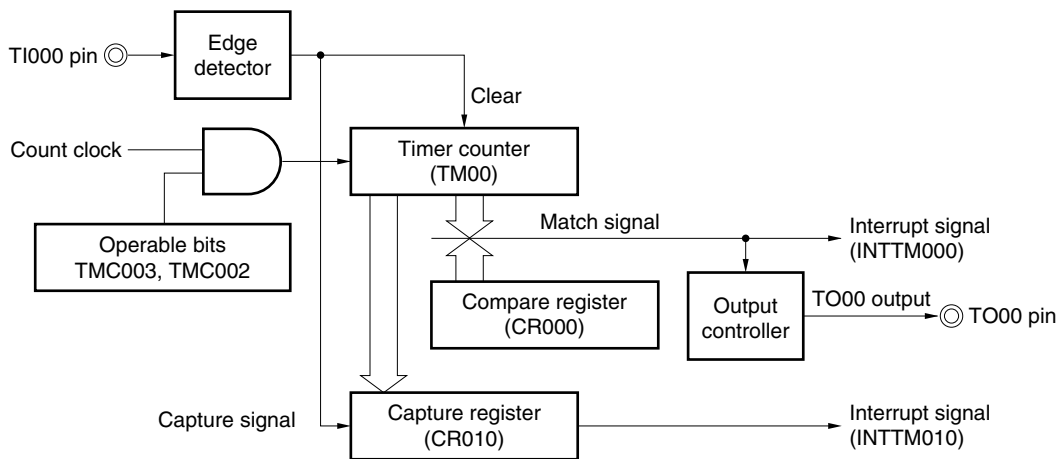 TI000 pin
Edge
detector
Clear
Count clock
Timer counter
(TM00)
Operable bits
TMC003, TMC002
Match signal
Interrupt signal
(INTTM000)
Compare register
(CR000)
Output
controller
TO00 output
TO00 pin
Capture signal
Capture register
(CR010)
Interrupt signal
(INTTM010)